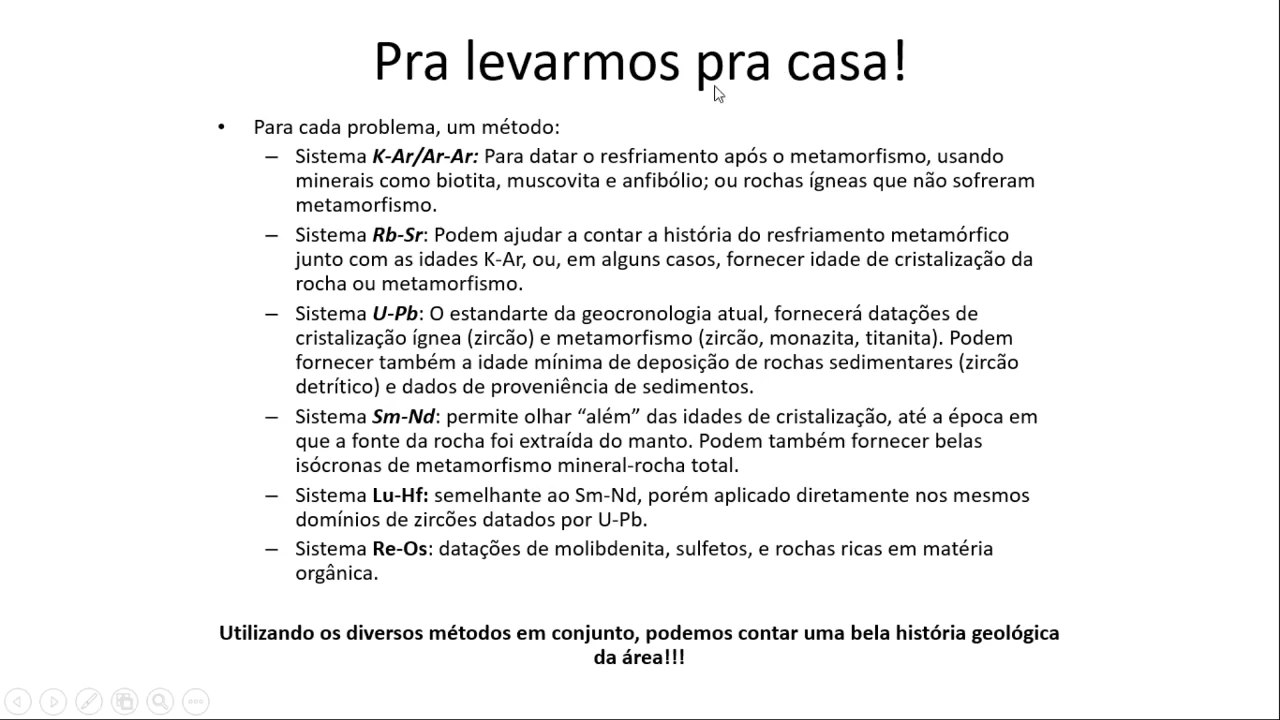 Pra levarmos pra casa!
• Para cada problema, um método:
– Sistema K-Ar/Ar-Ar: Para datar o resfriamento após o metamorfismo, usando
minerais como biotita, muscovita e anfibólio; ou rochas ígneas que não sofreram
metamorfismo.
– Sistema Rb-Sr: Podem ajudar a contar a história do resfriamento metamórfico
junto com as idades K-Ar, ou, em alguns casos, fornecer idade de cristalização da
rocha ou metamorfismo.
– Sistema U-Pb: O estandarte da geocronologia atual, fornecerá datações de
cristalização ígnea (zircão) e metamorfismo (zircão, monazita, titanita). Podem
fornecer também a idade mínima de deposição de rochas sedimentares (zircão
detrítico) e dados de proveniência de sedimentos.
– Sistema Sm-Nd: permite olhar “além” das idades de cristalização, até a época em
que a fonte da rocha foi extraída do manto. Podem também fornecer belas
isócronas de metamorfismo mineral-rocha total.
– Sistema Lu-Hf: semelhante ao Sm-Nd, porém aplicado diretamente nos mesmos
domínios de zircões datados por U-Pb.
– Sistema Re-Os: datações de molibdenita, sulfetos, e rochas ricas em matéria
orgânica.
Utilizando os diversos métodos em conjunto, podemos contar uma bela história geológica
da área!!!